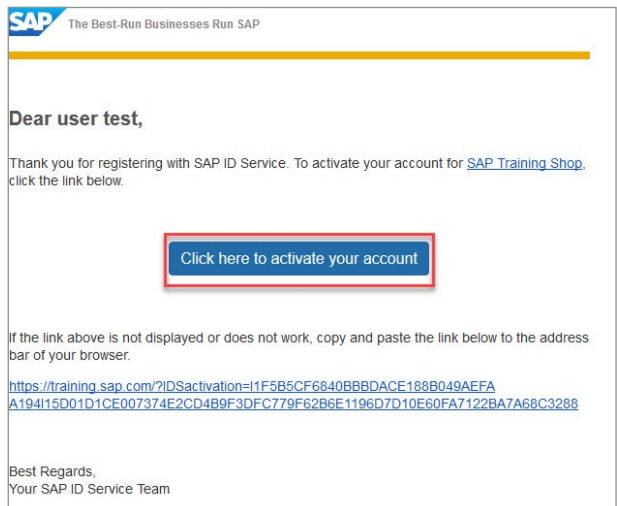 SAP The Best-Run Businesses Run SAP
Dear user test,
Thank you for registering with SAP ID Service. To activate your account for SAP Training Shop,
click the link below.
Click here to activate your account
If the link above is not displayed or does not work, copy and paste the link below to the address
bar of your browser.
https://training.sap.com/?IDSactivation=I1F5B5CF6840BBBDACE188B049AEFA
A194I15D01D1CE007374E2CD4B9F3DFC779F62B6E1196D7D10E60FA7122BA7A68C3288
Best Regards,
Your SAP ID Service Team